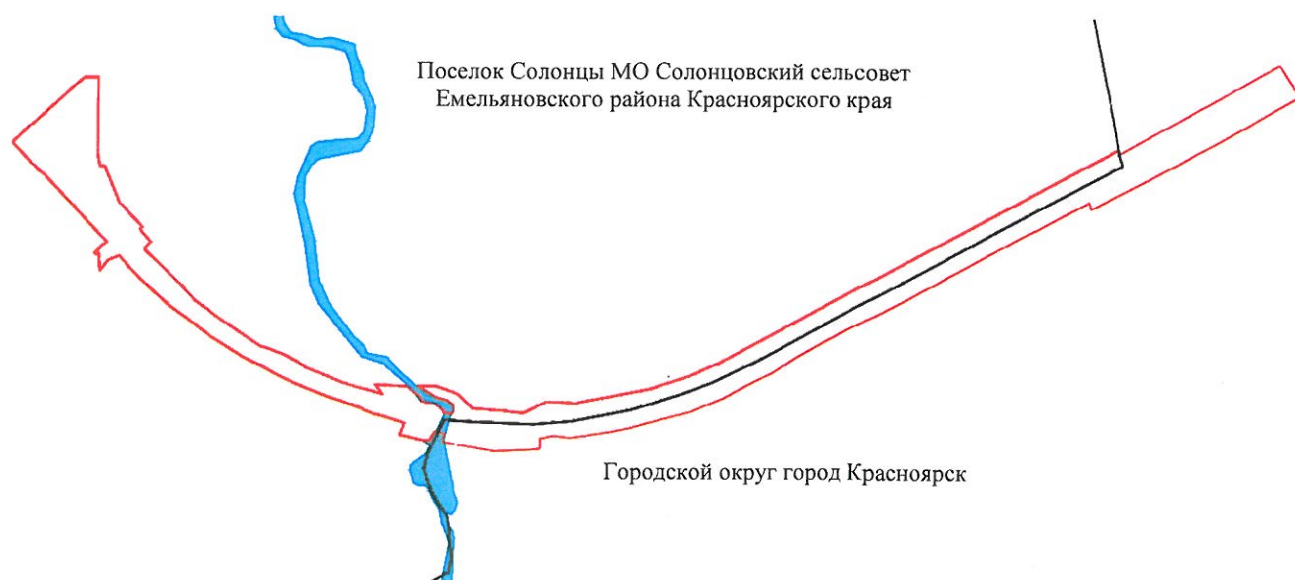 Поселок Солонцы МО Солонцовский сельсовет
Емельяновского района Красноярского края
Городской округ город Красноярск